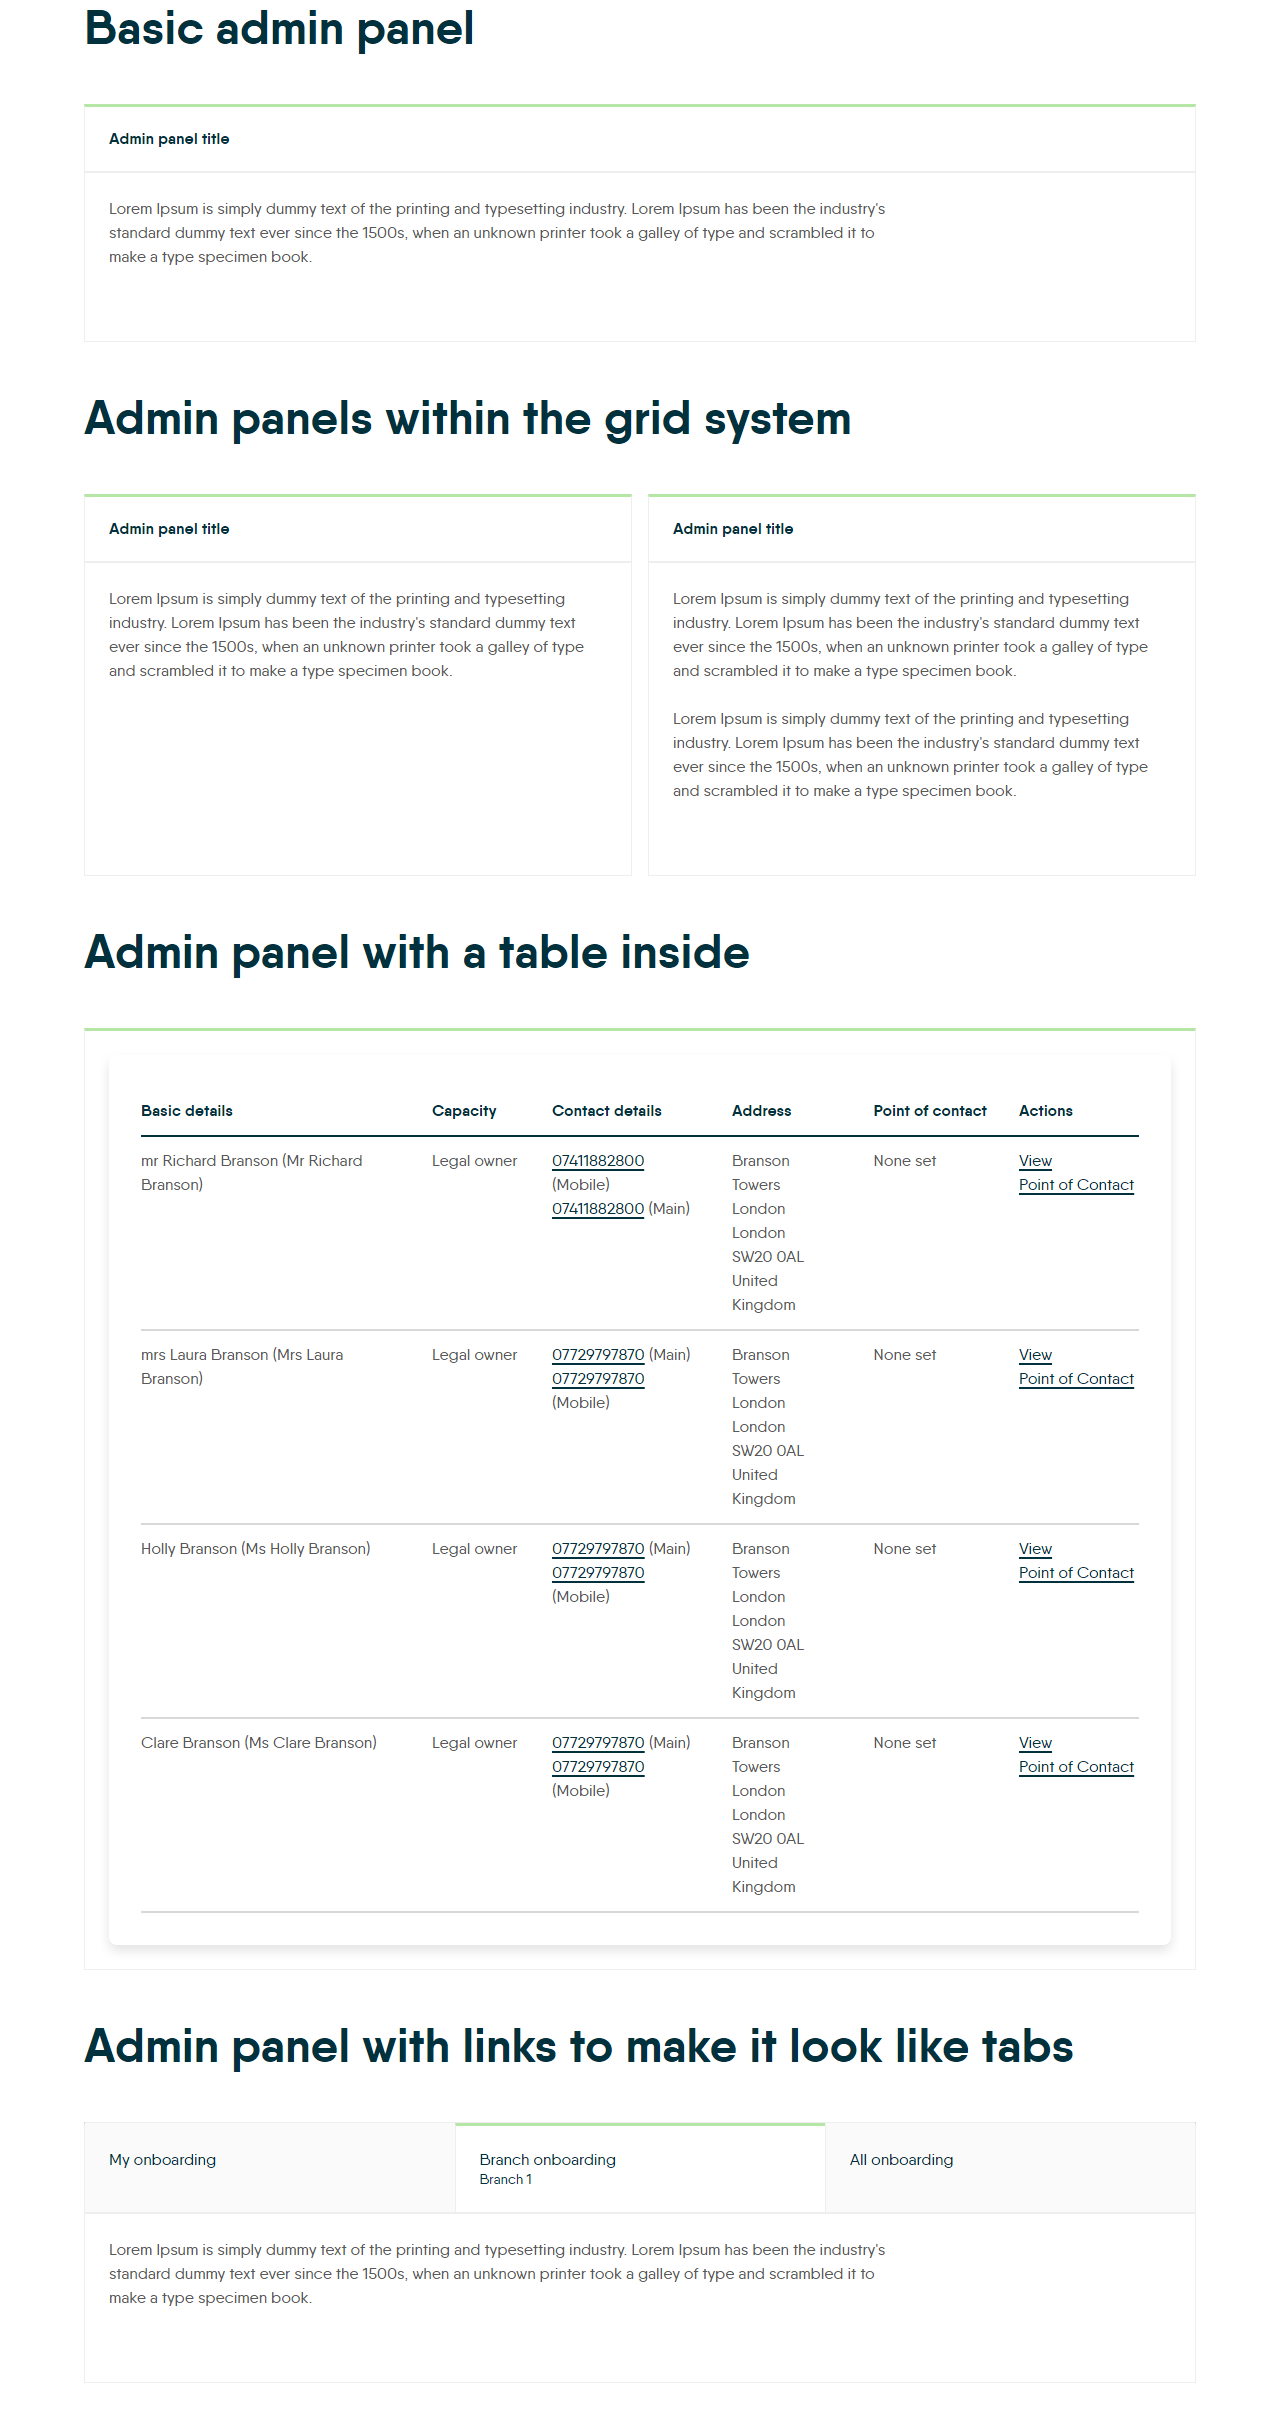 Basic admin panel
Admin panel title
Lorem Ipsum is simply dummy text of the printing and typesetting industry. Lorem Ipsum has been the industry's
standard dummy text ever since the 1500s, when an unknown printer took a galley of type and scrambled it to
make a type specimen book.
Admin panels within the grid system
Admin panel title
Lorem Ipsum is simply dummy text of the printing and typesetting
industry. Lorem Ipsum has been the industry's standard dummy text
ever since the 1500s, when an unknown printer took a galley of type
and scrambled it to make a type specimen book.
Admin panel title
Lorem Ipsum is simply dummy text of the printing and typesetting
industry. Lorem Ipsum has been the industry's standard dummy text
ever since the 1500s, when an unknown printer took a galley of type
and scrambled it to make a type specimen book.
Lorem Ipsum is simply dummy text of the printing and typesetting
industry. Lorem Ipsum has been the industry's standard dummy text
ever since the 1500s, when an unknown printer took a galley of type
and scrambled it to make a type specimen book.
Admin panel with a table inside
Basic details Capacity Contact details Address Point of contact Actions
mr Richard Branson (Mr Richard Legal owner 07411882800 Branson None set View
Branson) (Mobile) Towers Point of Contact
07411882800 (Main) London
London
SW20 0AL
United
Kingdom
mrs Laura Branson (Mrs Laura Legal owner 07729797870 (Main) Branson None set View
Branson) 07729797870 Towers Point of Contact
(Mobile) London
London
SW20 0AL
United
Kingdom
Holly Branson (Ms Holly Branson) Legal owner 07729797870 (Main) Branson None set View
07729797870 Towers Point of Contact
(Mobile) London
London
SW20 0AL
United
Kingdom
Clare Branson (Ms Clare Branson) Legal owner 07729797870 (Main) Branson None set View
07729797870 Towers Point of Contact
(Mobile) London
London
SW20 0AL
United
Kingdom
Admin panel with links to make it look like tabs
My onboarding Branch onboarding All onboarding
Branch 1
Lorem Ipsum is simply dummy text of the printing and typesetting industry. Lorem Ipsum has been the industry's
standard dummy text ever since the 1500s, when an unknown printer took a galley of type and scrambled it to
make a type specimen book.